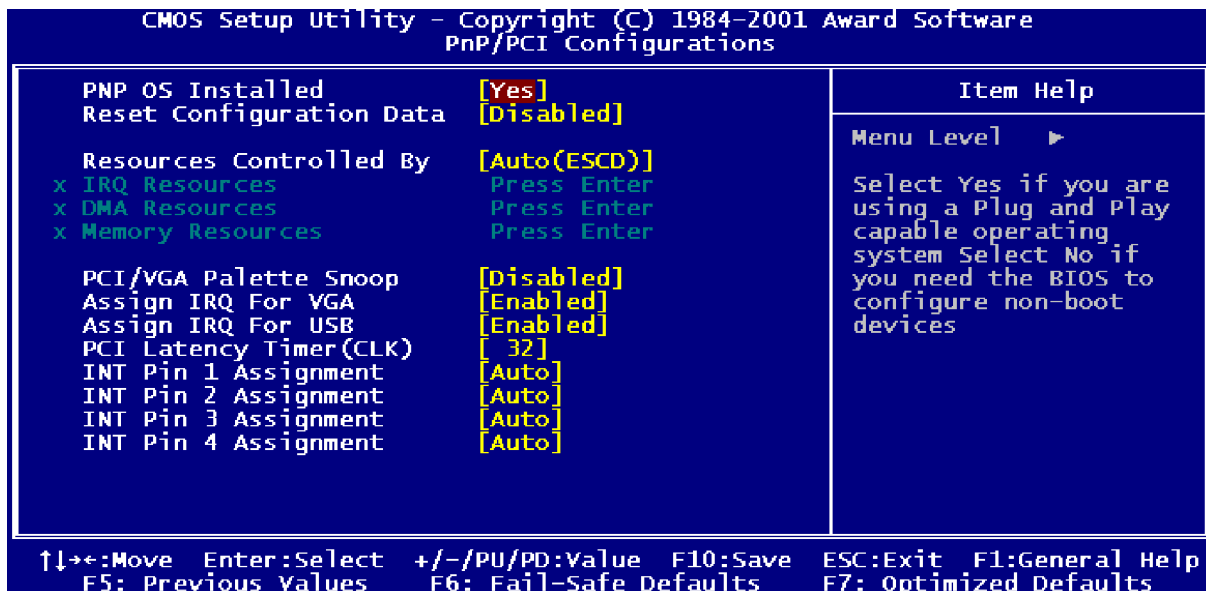 CMOS Setup Utility – Copyright (C) 1984–2001 Award Software
PnP/PCI Configurations
PNP OS Installed [Yes]
Reset Configuration Data [Disabled]
Resources Controlled By [Auto(ESCD)]
x IRQ Resources Press Enter
x DMA Resources Press Enter
x Memory Resources Press Enter
PCI/VGA Palette Snoop [Disabled]
Assign IRQ For VGA [Enabled]
Assign IRQ For USB [Enabled]
PCI Latency Timer(CLK) [ 32]
INT Pin 1 Assignment [Auto]
INT Pin 2 Assignment [Auto]
INT Pin 3 Assignment [Auto]
INT Pin 4 Assignment [Auto]
Item Help
Menu Level ►
Select Yes if you are
using a Plug and Play
capable operating
system Select No if
you need the BIOS to
configure non-boot
devices
↑↓→←:Move Enter:Select +/-/PU/PD:Value F10:Save ESC:Exit F1:General Help
F5: Previous Values F6: Fail-Safe Defaults F7: Optimized Defaults